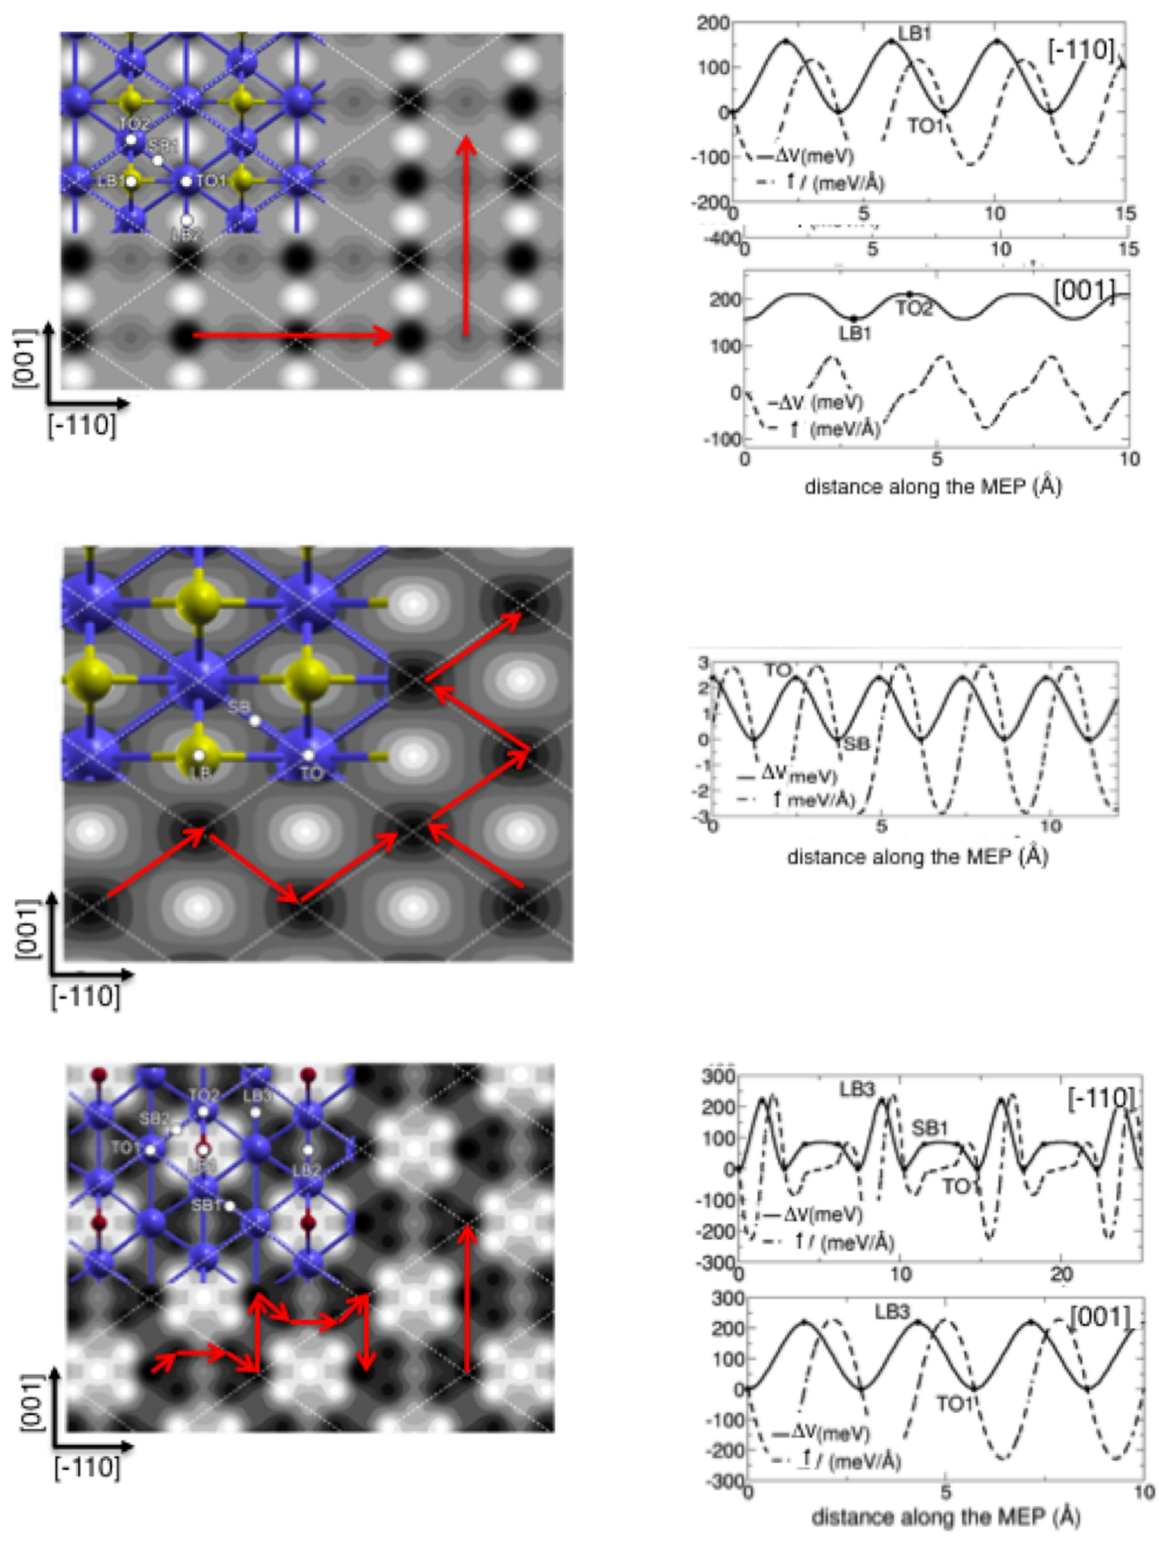 TO2
SB1
LB1
TO1
LB2
[001]
[-110]
200
100
0
-100
-200
LB1
[-110]
TO1
ΔV(meV)
f / (meV/Å)
0
5
10
15
-400
0
5
10
15
200
100
0
-100
[001]
TO2
LB1
ΔV (meV)
f (meV/Å)
0
5
10
distance along the MEP (Å)
SB
LB
TO
[001]
[-110]
3
2
1
0
-1
-2
-3
TO
SB
ΔV(meV)
f meV/Å)
0
5
10
distance along the MEP (Å)
TO2
LB3
SB2
TO1
LB2
SB1
[001]
[-110]
300
200
100
0
-100
-200
-300
LB3
[-110]
SB1
TO1
ΔV(meV)
f / (meV/Å)
0
10
20
300
200
100
0
-100
-200
-300
LB3
[001]
TO1
ΔV(meV)
f / (meV/Å)
0
5
10
distance along the MEP (Å)